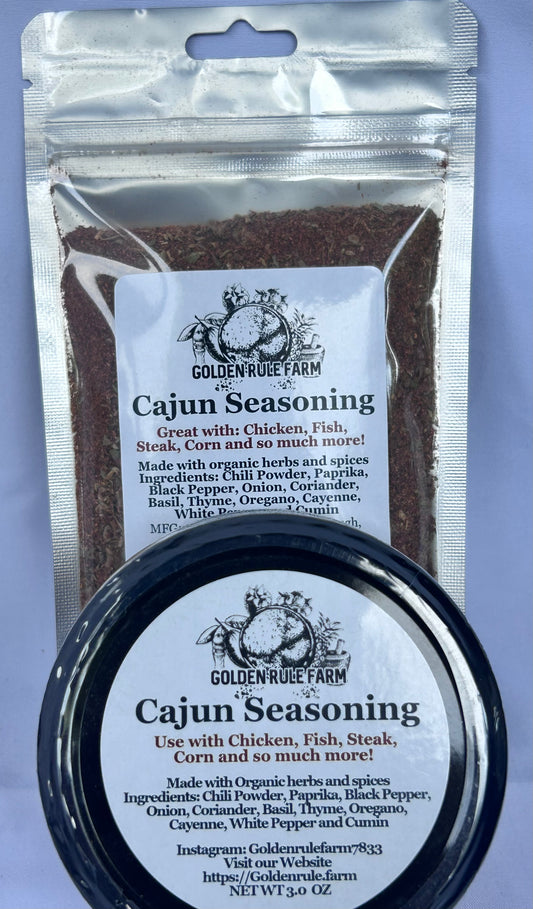 GOLDEN RULE FARM
Cajun Seasoning
Great with: Chicken, Fish,
Steak, Corn and so much more!
Made with organic herbs and spices
Ingredients: Chili Powder, Paprika,
Black Pepper, Onion, Coriander,
Basil, Thyme, Oregano, Cayenne,
White Pepper and Cumin
GOLDEN RULE FARM
Cajun Seasoning
Use with Chicken, Fish, Steak,
Corn and so much more!
Made with Organic herbs and spices
Ingredients: Chili Powder, Paprika, Black Pepper,
Onion, Coriander, Basil, Thyme, Oregano,
Cayenne, White Pepper and Cumin
Instagram: Goldenrulefarm7833
Visit our Website
https://Goldenrule.farm
NET WT 3.0 OZ